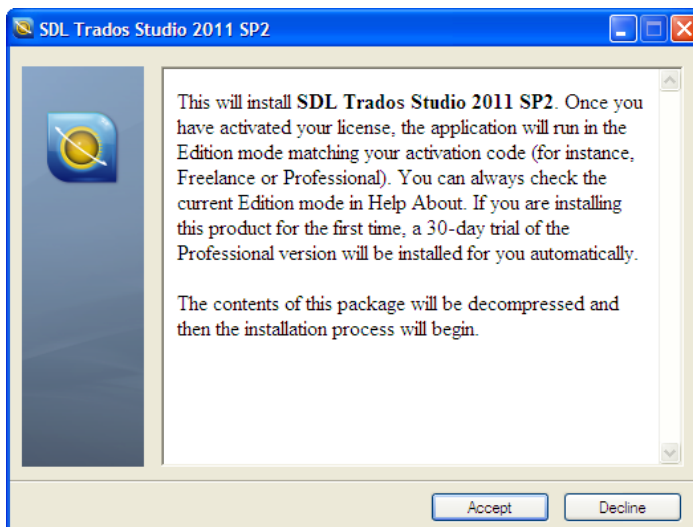 SDL Trados Studio 2011 SP2
This will install SDL Trados Studio 2011 SP2. Once you
have activated your license, the application will run in the
Edition mode matching your activation code (for instance,
Freelance or Professional). You can always check the
current Edition mode in Help About. If you are installing
this product for the first time, a 30-day trial of the
Professional version will be installed for you automatically.
The contents of this package will be decompressed and
then the installation process will begin.
Accept
Decline